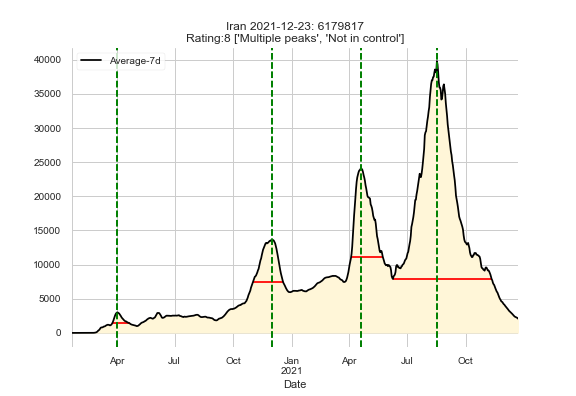 Iran 2021-12-23: 6179817
Rating:8 ['Multiple peaks', 'Not in control']
Average-7d
40000
35000
30000
25000
20000
15000
10000
5000
0
Apr Jul Oct Jan Apr Jul Oct
2021
Date